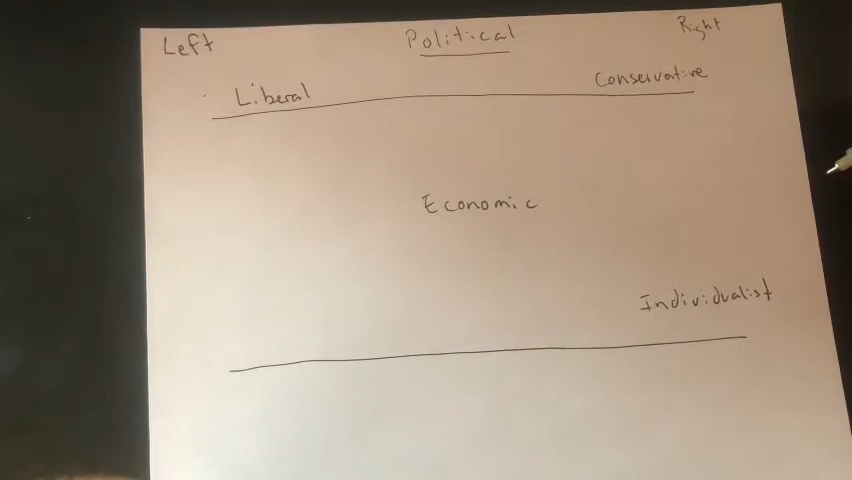 Left Political Right
Liberal Conservative
Economic
Individualist